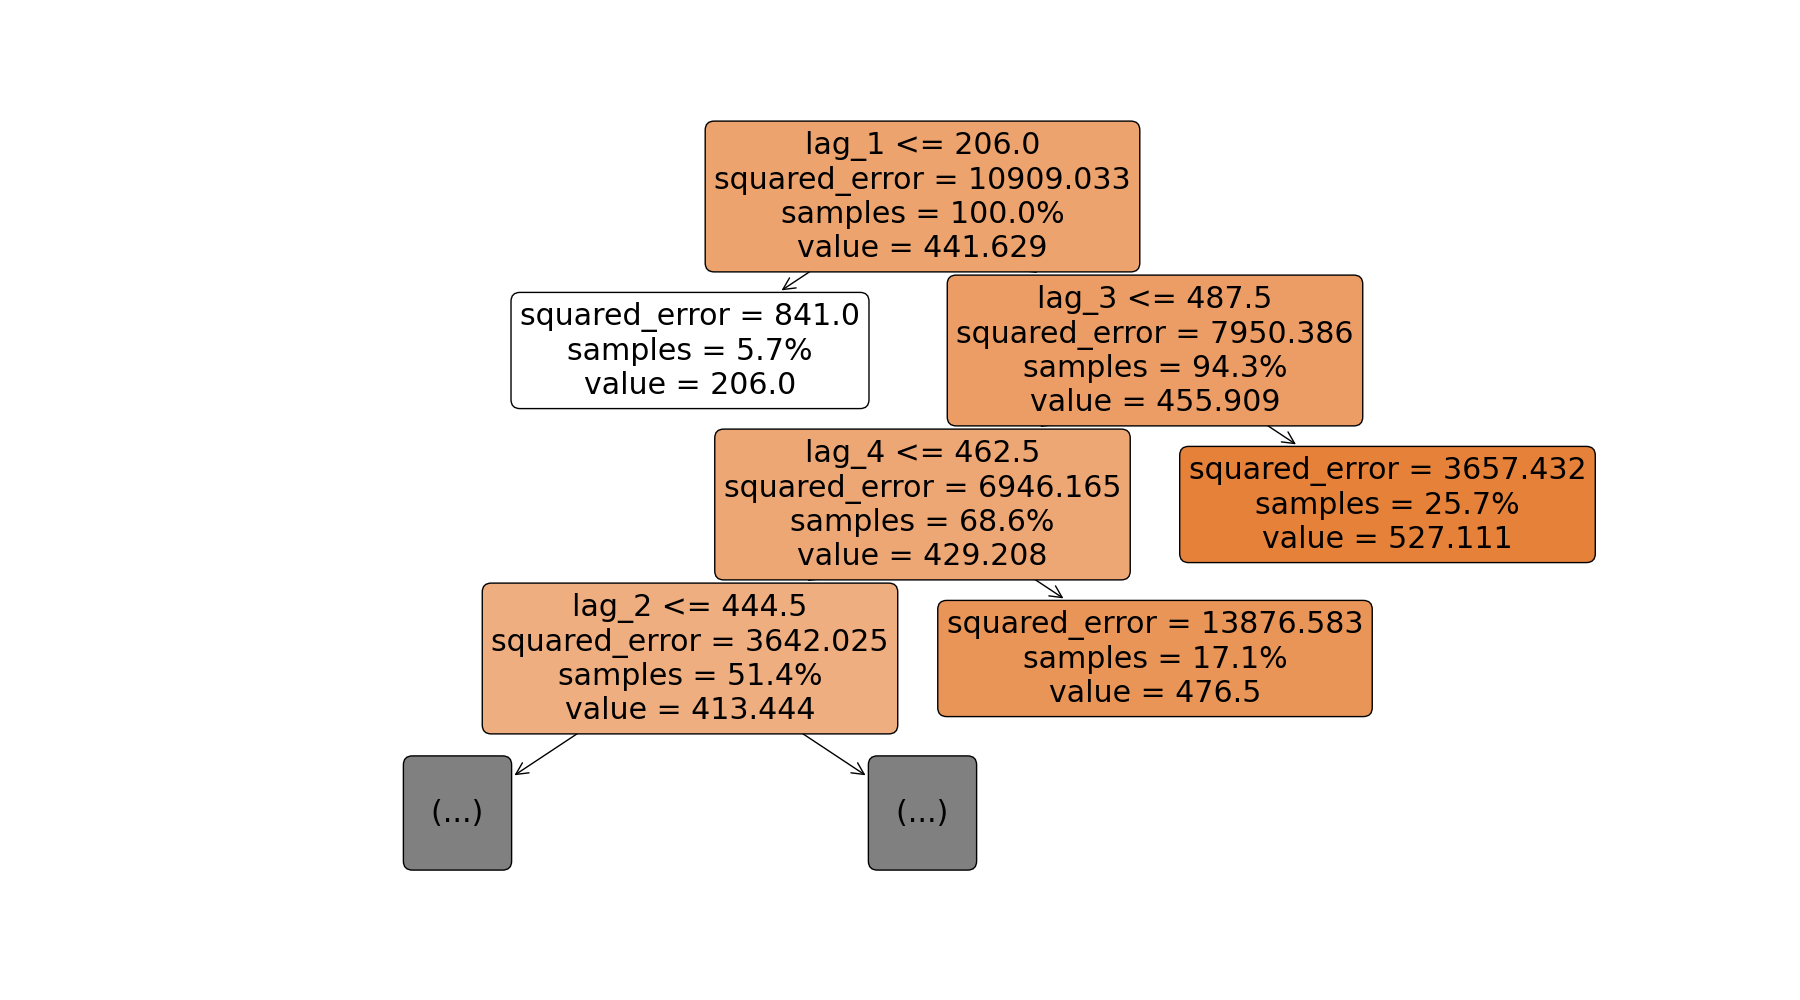 lag_1 <= 206.0
squared_error = 10909.033
samples = 100.0%
value = 441.629
squared_error = 841.0
samples = 5.7%
value = 206.0
lag_3 <= 487.5
squared_error = 7950.386
samples = 94.3%
value = 455.909
lag_4 <= 462.5
squared_error = 6946.165
samples = 68.6%
value = 429.208
squared_error = 3657.432
samples = 25.7%
value = 527.111
lag_2 <= 444.5
squared_error = 3642.025
samples = 51.4%
value = 413.444
squared_error = 13876.583
samples = 17.1%
value = 476.5
(...)
(...)